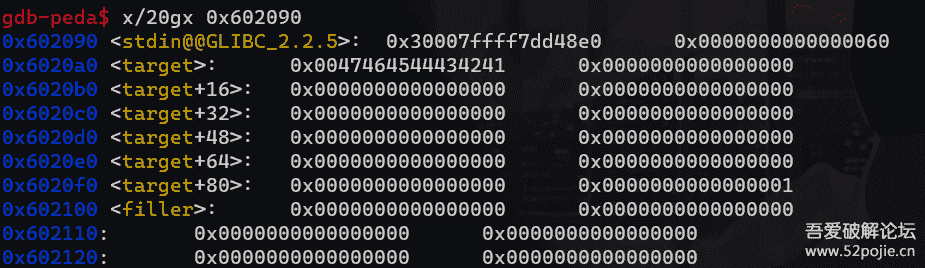 gdb-peda$ x/20gx 0x602090
0x602090 <stdin@@GLIBC_2.2.5>: 0x30007ffff7dd48e0 0x0000000000000060
0x6020a0 <target>: 0x0047464544434241 0x0000000000000000
0x6020b0 <target+16>: 0x0000000000000000 0x0000000000000000
0x6020c0 <target+32>: 0x0000000000000000 0x0000000000000000
0x6020d0 <target+48>: 0x0000000000000000 0x0000000000000000
0x6020e0 <target+64>: 0x0000000000000000 0x0000000000000000
0x6020f0 <target+80>: 0x0000000000000000 0x0000000000000001
0x602100 <filler>: 0x0000000000000000 0x0000000000000000
0x602110: 0x0000000000000000 0x0000000000000000
0x602120: 0x0000000000000000 0x0000000000000000
吾爱破解论坛
www.52pojie.cn